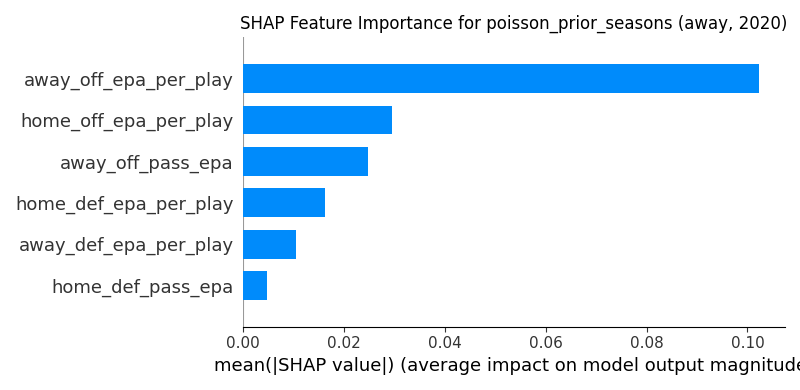 SHAP Feature Importance for poisson_prior_seasons (away, 2020)
away_off_epa_per_play
home_off_epa_per_play
away_off_pass_epa
home_def_epa_per_play
away_def_epa_per_play
home_def_pass_epa
0.00 0.02 0.04 0.06 0.08 0.10
mean(|SHAP value|) (average impact on model output magnitude